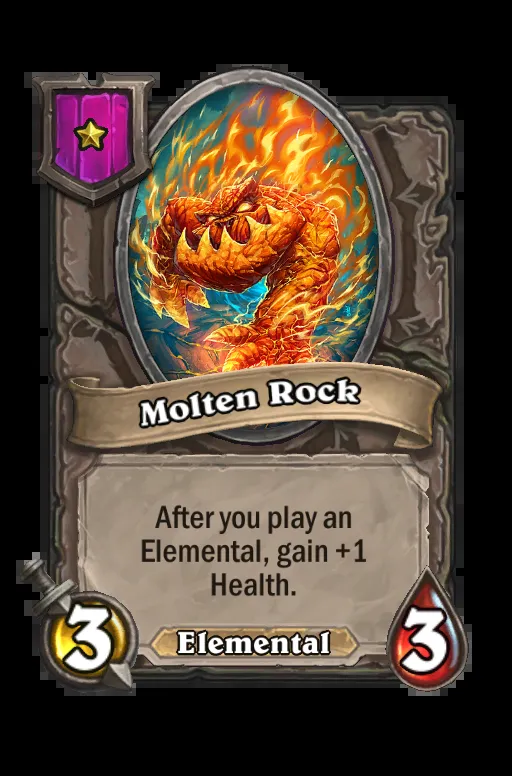 Molten Rock
After you play an
Elemental, gain +1
Health.
3
Elemental
3